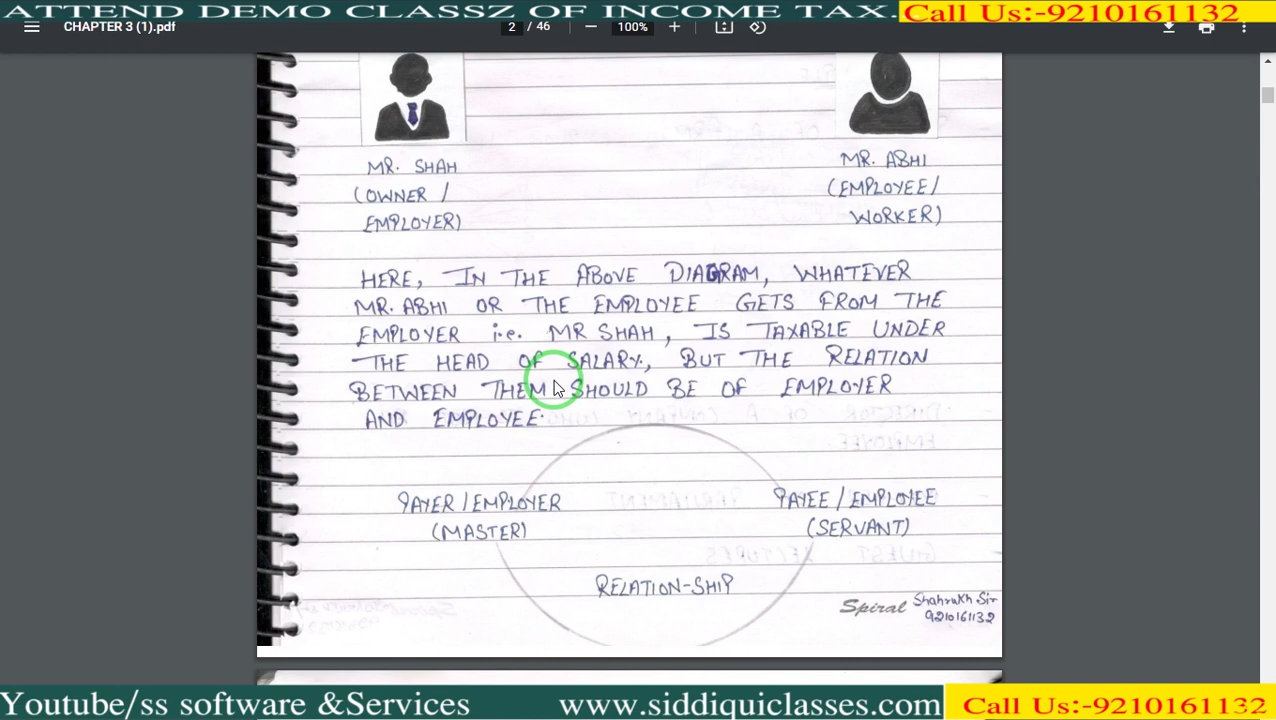 ATTEND DEMO CLASSZ OF INCOME TAX. Call Us:-9210161132
CHAPTER 3 (1).pdf 2 / 46 100%
MR. SHAH MR. ABHI
(OWNER / (EMPLOYEE/
EMPLOYER) WORKER)
HERE, IN THE ABOVE DIAGRAM, WHATEVER
MR. ABHI OR THE EMPLOYEE GETS FROM THE
EMPLOYER i.e. MR SHAH, IS TAXABLE UNDER
THE HEAD OF SALARY, BUT THE RELATION
BETWEEN THEM SHOULD BE OF EMPLOYER
AND EMPLOYEE.
PAYER / EMPLOYER PAYEE / EMPLOYEE
(MASTER) (SERVANT)
RELATION-SHIP
Spiral Shahrukh Sir
9210161132
Youtube/ss software &Services www.siddiquiclasses.com Call Us:-9210161132